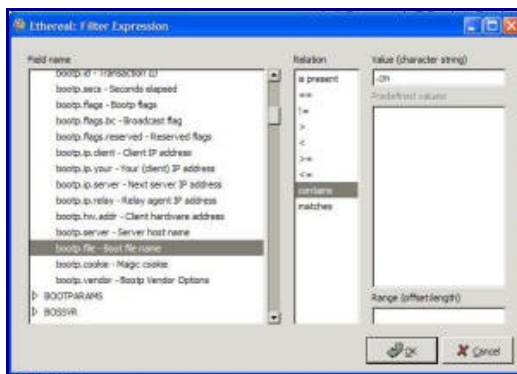 Ethereal: Filter Expression
Field name
bootp.id - Transaction ID
bootp.secs - Seconds elapsed
bootp.flags - Bootp flags
bootp.flags.bc - Broadcast flag
bootp.flags.reserved - Reserved flags
bootp.ip.client - Client IP address
bootp.ip.your - Your (client) IP address
bootp.ip.server - Next server IP address
bootp.ip.relay - Relay agent IP address
bootp.hw.addr - Client hardware address
bootp.server - Server host name
bootp.file - Boot file name
bootp.cookie - Magic cookie
bootp.vendor - Bootp Vendor Options
BOOTPARAMS
BOSSVR
Relation
is present
==
!=
>
<
>=
<=
contains
matches
Value (character string)
Predefined values:
Range (offset:length)
OK
Cancel